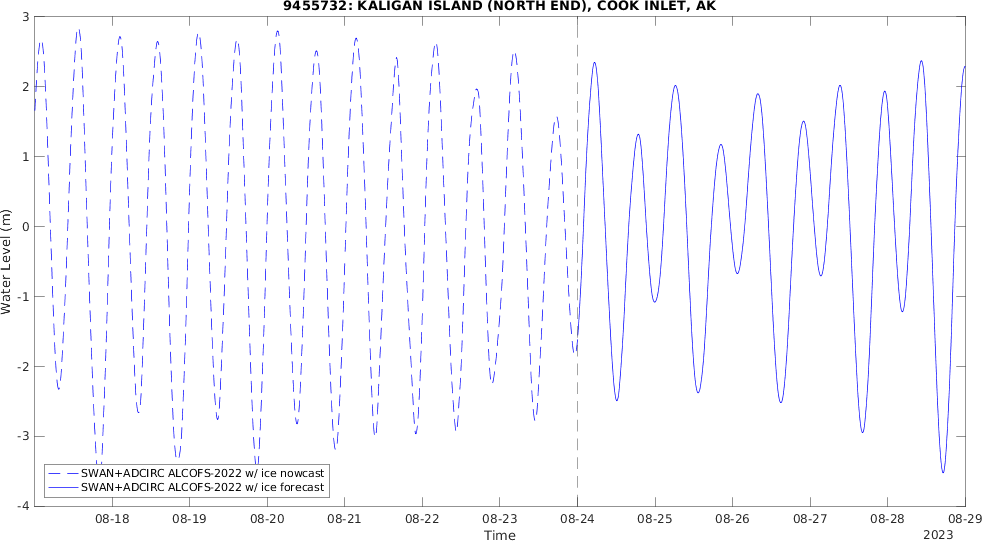 9455732: KALIGAN ISLAND (NORTH END), COOK INLET, AK
3
2
1
0
-1
-2
-3
-4
Water Level (m)
SWAN+ADCIRC ALCOFS-2022 w/ ice nowcast
SWAN+ADCIRC ALCOFS-2022 w/ ice forecast
08-18 08-19 08-20 08-21 08-22 08-23 08-24 08-25 08-26 08-27 08-28 08-29
Time
2023